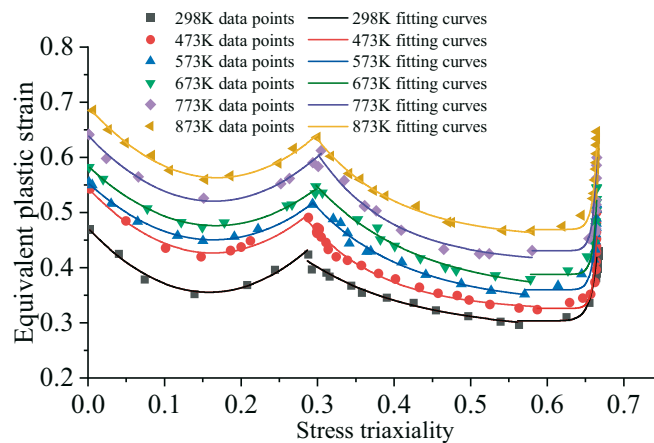 298K data points 298K fitting curves
473K data points 473K fitting curves
573K data points 573K fitting curves
673K data points 673K fitting curves
773K data points 773K fitting curves
873K data points 873K fitting curves
Equivalent plastic strain
0.8
0.7
0.6
0.5
0.4
0.3
0.2
0.0 0.1 0.2 0.3 0.4 0.5 0.6 0.7
Stress triaxiality